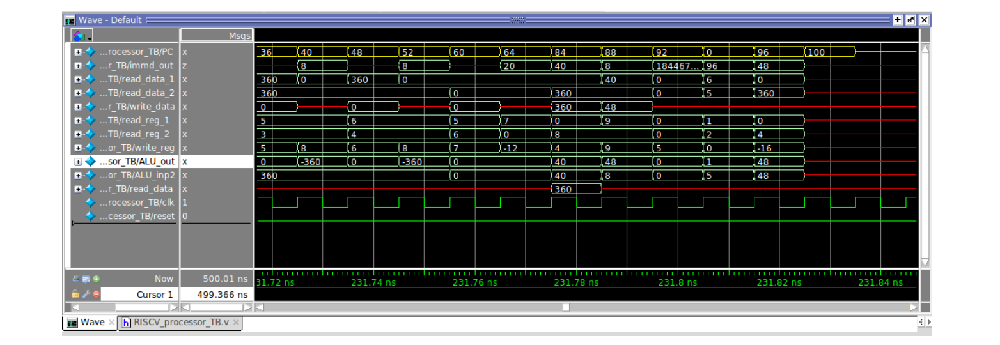 Wave - Default
Msgs
...rocessor_TB/PC x 36 40 48 52 60 64 84 88 92 0 96 100
...r_TB/immd_out z 8 8 20 40 8 184467... 96 48
...TB/read_data_1 x 360 0 360 0 40 0 6 0
...TB/read_data_2 x 360 0 360 0 5 360
...r_TB/write_data x 0 0 0 360 48
...TB/read_reg_1 x 5 6 5 7 0 9 0 1 0
...TB/read_reg_2 x 3 4 6 0 8 0 2 4
...or_TB/write_reg x 5 8 6 8 7 -12 4 9 5 0 -16
...sor_TB/ALU_out x 0 -360 0 -360 0 40 48 0 1 48
...or_TB/ALU_inp2 x 360 0 40 8 0 5 48
...r_TB/read_data x 360
...rocessor_TB/clk 1
...cessor_TB/reset 0
Now 500.01 ns 31.72 ns 231.74 ns 231.76 ns 231.78 ns 231.8 ns 231.82 ns 231.84 ns
Cursor 1 499.366 ns
Wave h RISCV_processor_TB.v